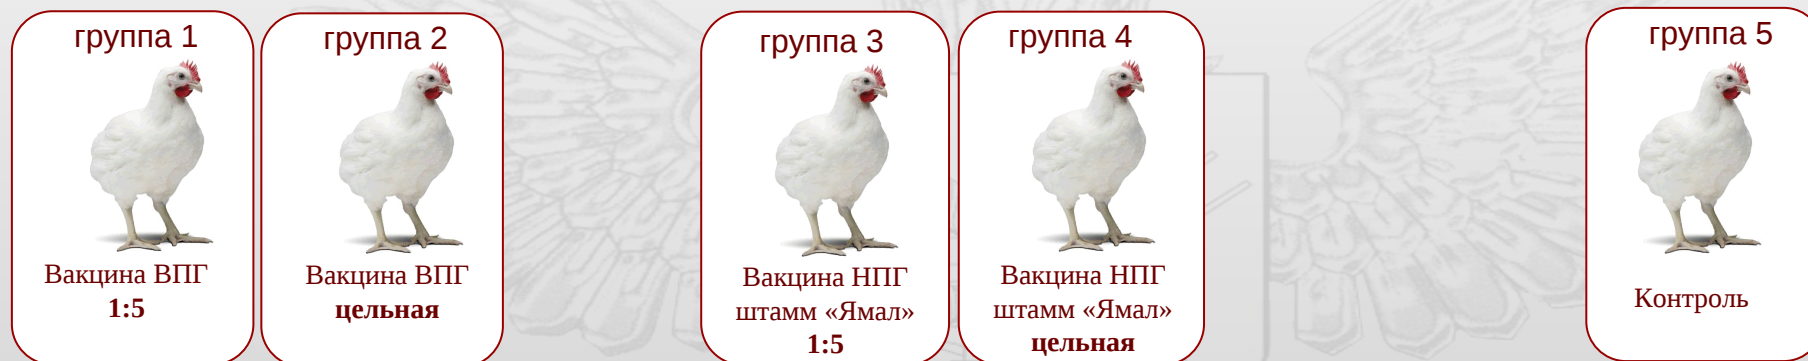 группа 1
Вакцина ВПГ
1:5
группа 2
Вакцина ВПГ
цельная
группа 3
Вакцина НПГ
штамм «Ямал»
1:5
группа 4
Вакцина НПГ
штамм «Ямал»
цельная
группа 5
Контроль